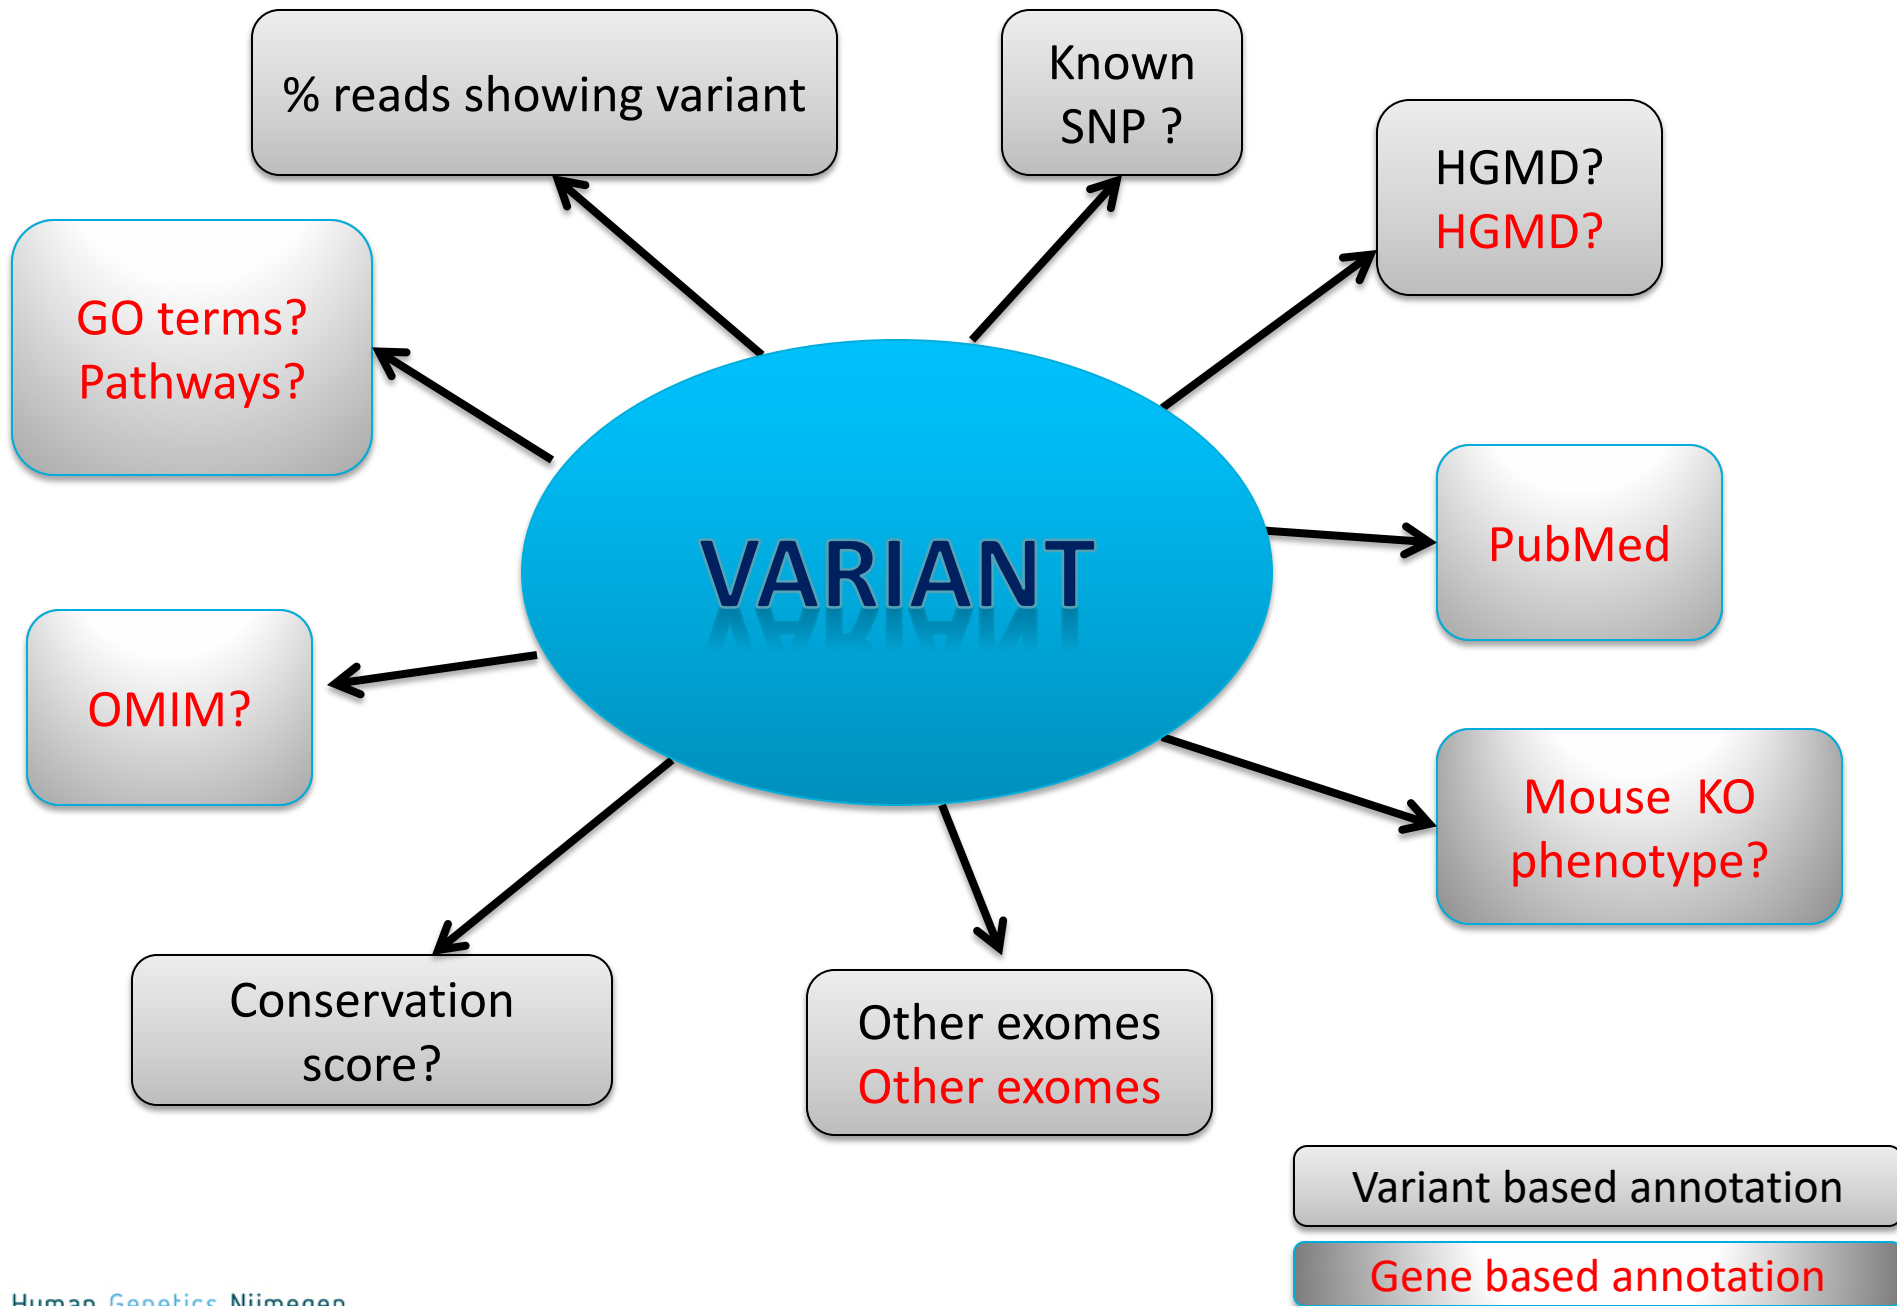 % reads showing variant
Known
SNP ?
HGMD?
HGMD?
GO terms?
Pathways?
VARIANT
PubMed
OMIM?
Mouse  KO
phenotype?
Conservation
score?
Other exomes
Other exomes
Variant based annotation
Gene based annotation
Human Genetics Nijmegen